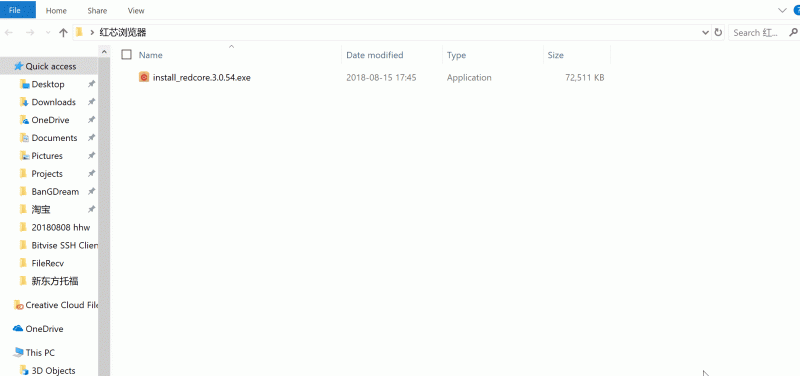 File Home Share View
红芯浏览器 Search 红...
Name Date modified Type Size
install_redcore.3.0.54.exe 2018-08-15 17:45 Application 72,511 KB
Quick access
Desktop
Downloads
OneDrive
Documents
Pictures
Projects
BanGDream
淘宝
20180808 hhw
Bitvise SSH Clien
FileRecv
新东方托福
Creative Cloud File
OneDrive
This PC
3D Objects